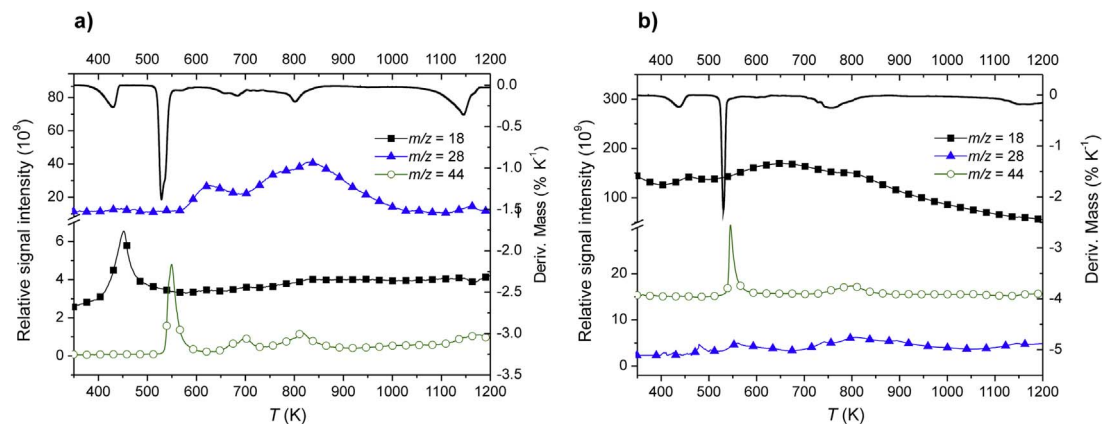 a)
400 500 600 700 800 900 1000 1100 1200
80
60
40
20
6
4
2
0
Relative signal intensity (10⁹)
0.0
-0.5
-1.0
-1.5
-2.0
-2.5
-3.0
-3.5
Deriv. Mass (% K⁻¹)
m/z = 18
m/z = 28
m/z = 44
400 500 600 700 800 900 1000 1100 1200
T (K)
b)
400 500 600 700 800 900 1000 1100 1200
300
200
150
100
20
10
5
0
Relative signal intensity (10⁹)
0
-1
-2
-3
-4
-5
Deriv. Mass (% K⁻¹)
m/z = 18
m/z = 28
m/z = 44
400 500 600 700 800 900 1000 1100 1200
T (K)